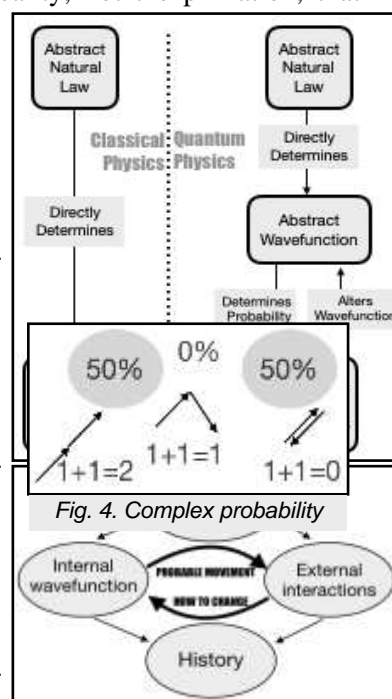 Abstract
Natural
Law
Abstract
Natural
Law
Classical
Physics
Quantum
Physics
Directly
Determines
Directly
Determines
Abstract
Wavefunction
Determines
Probability
Alters
Wavefunction
50%
0%
50%
1+1=2
1+1=1
1+1=0
Fig. 4. Complex probability
Internal
wavefunction
PROBABLE MOVEMENT
HOW TO CHANGE
External
interactions
History